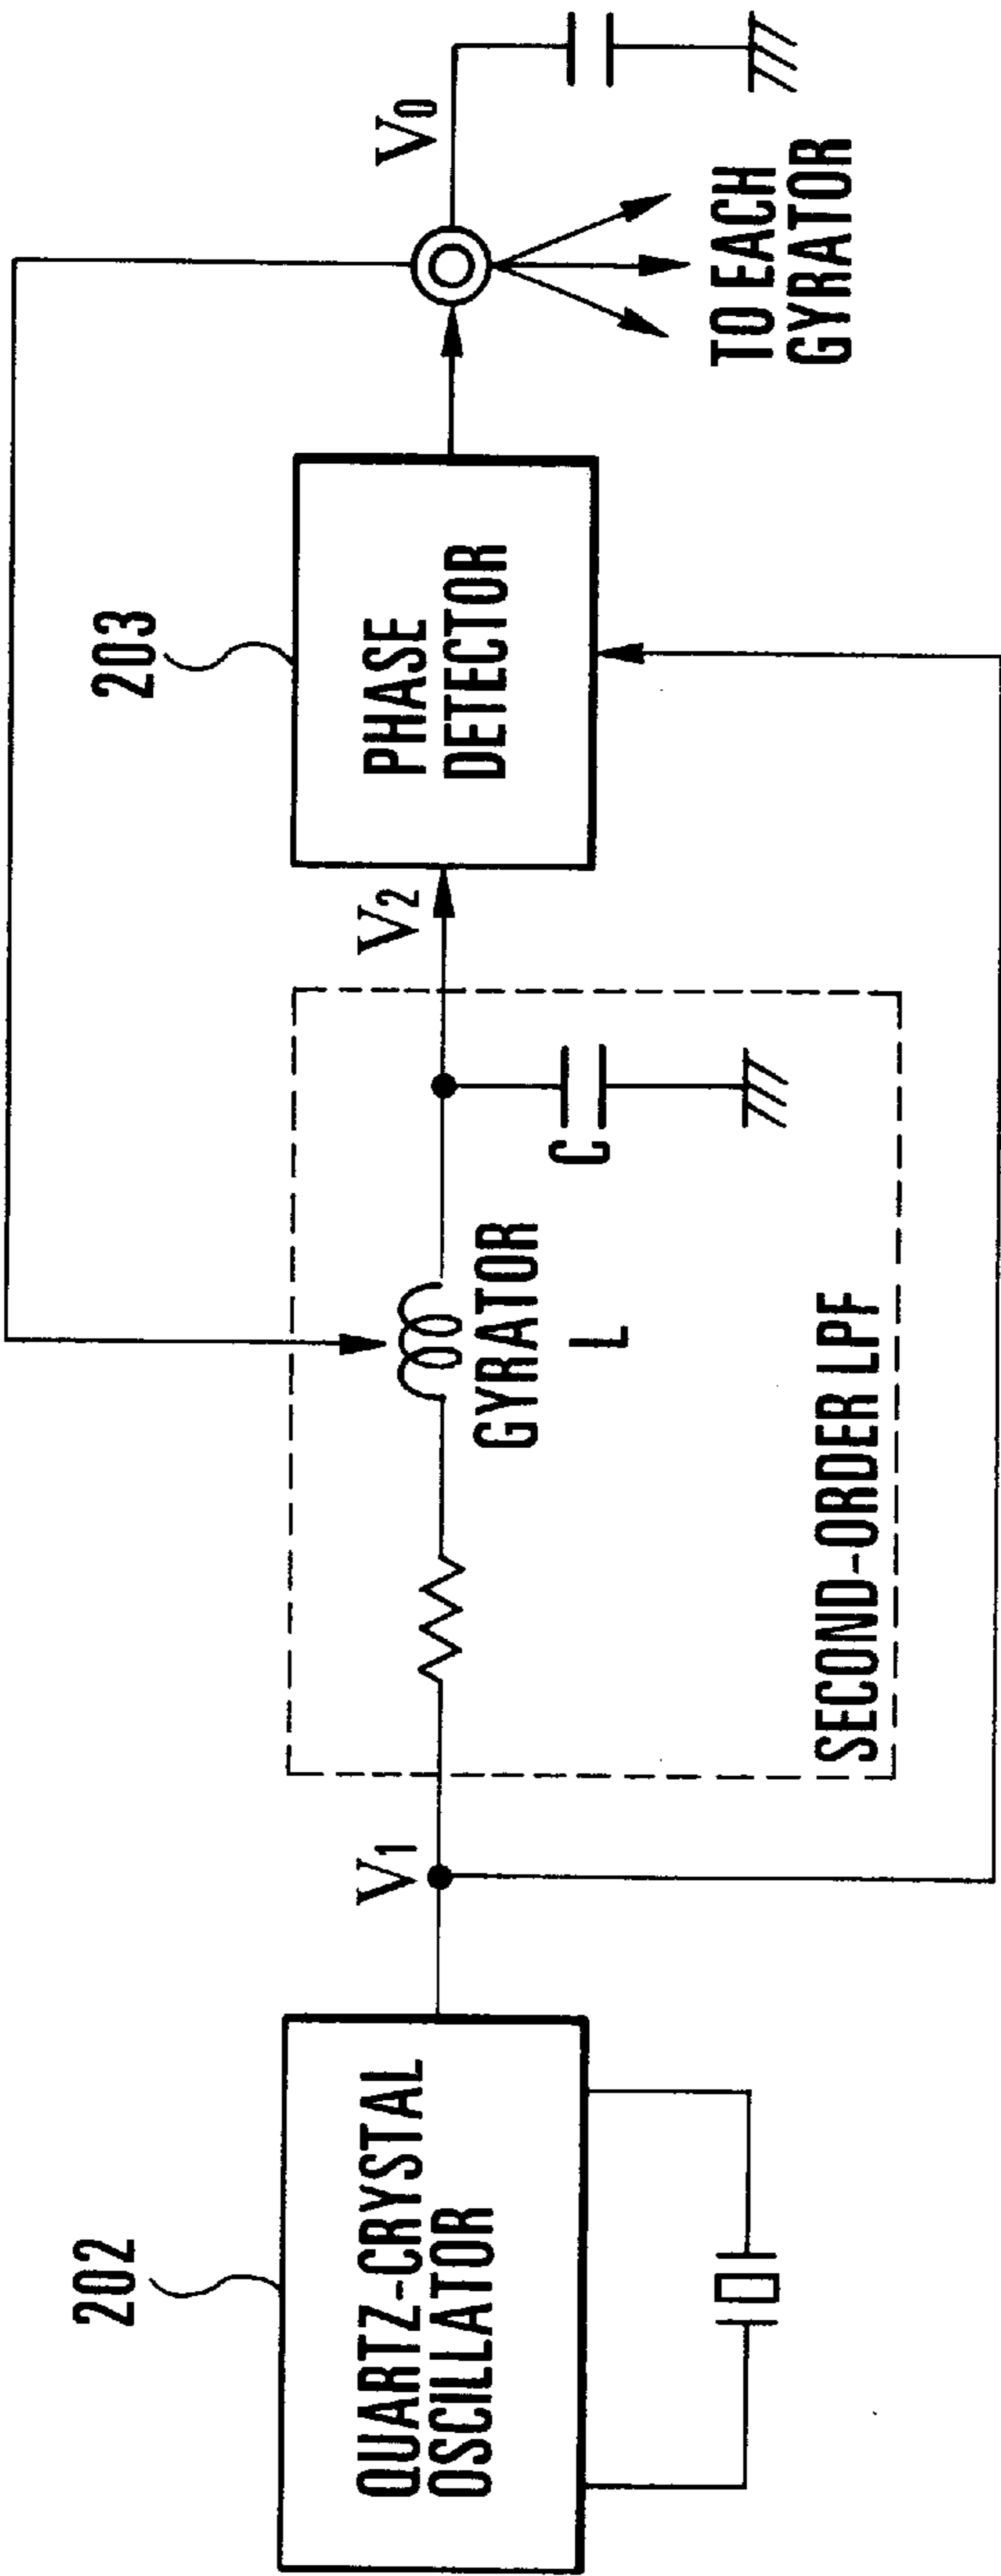 202
QUARTZ-CRYSTAL
OSCILLATOR
V1
GYRATOR
L
C
SECOND-ORDER LPF
V2
203
PHASE
DETECTOR
V0
TO EACH
GYRATOR